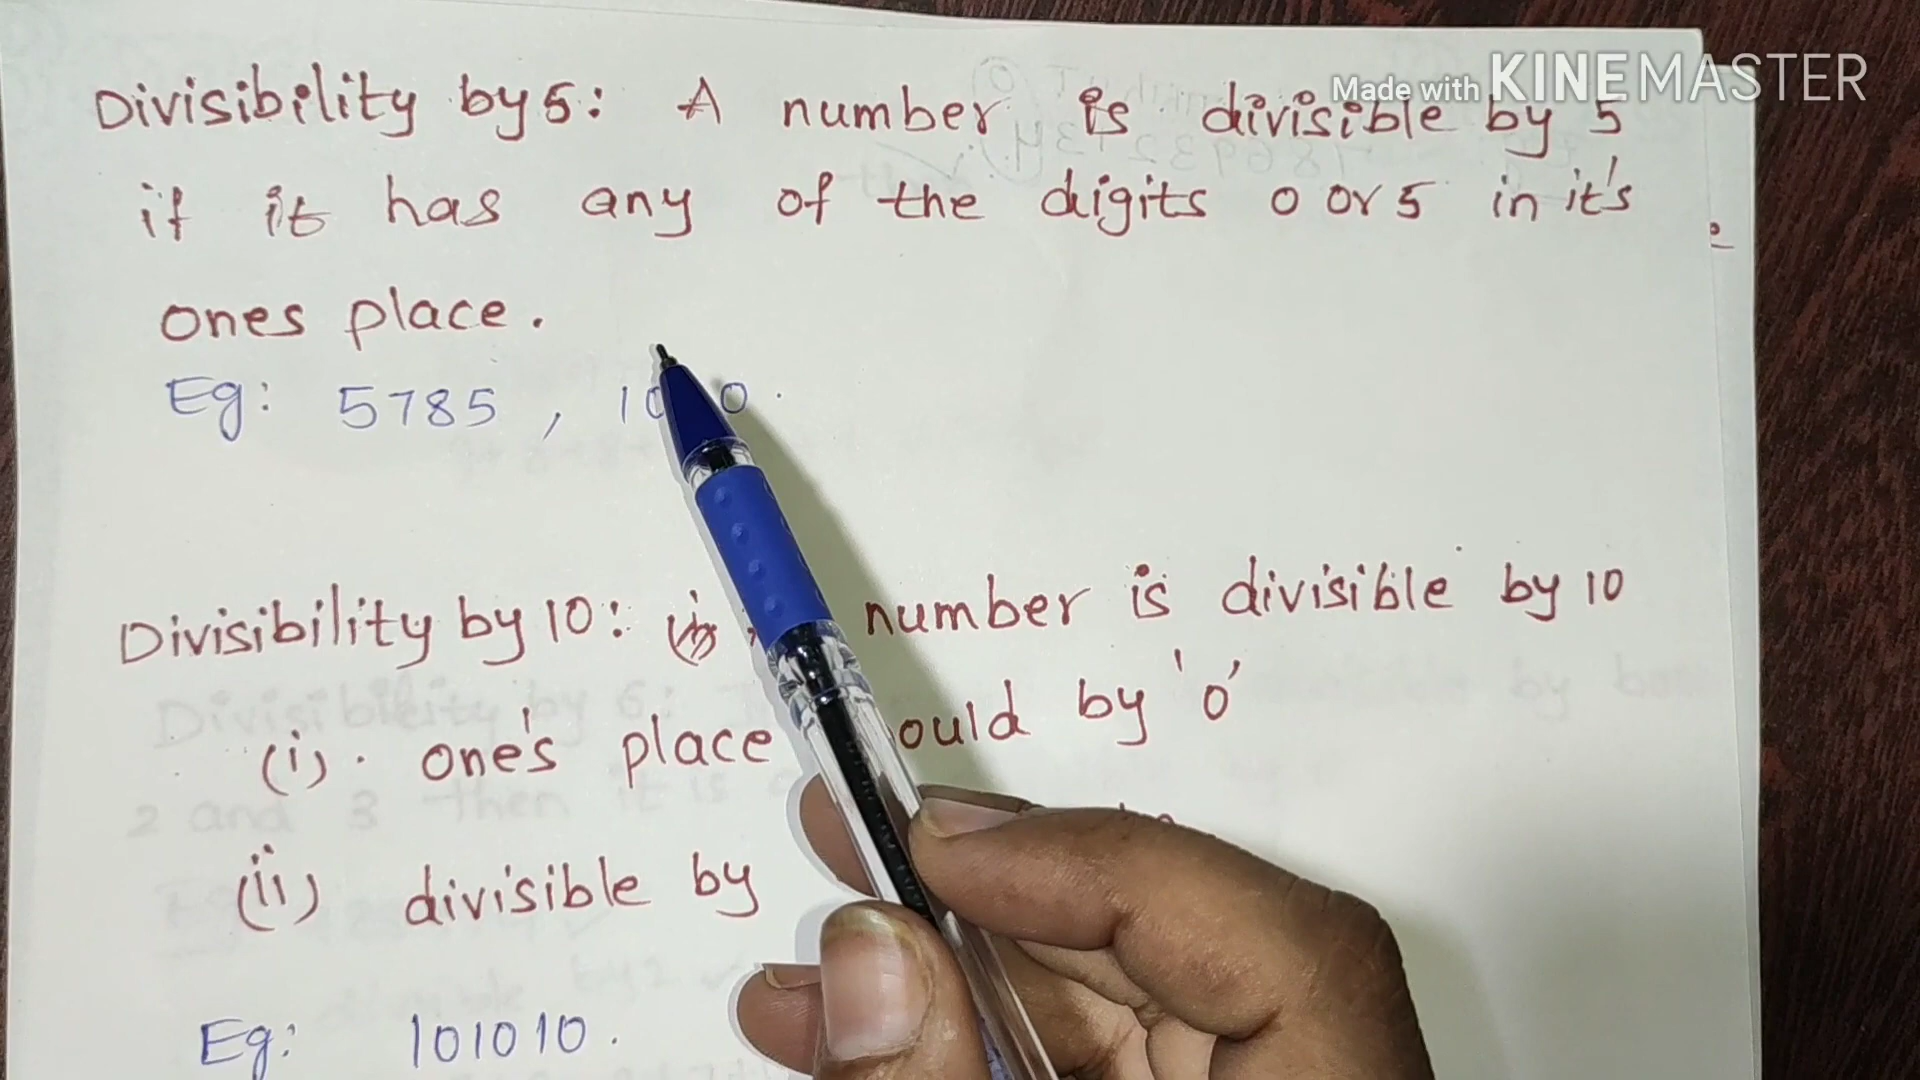 Made with KINEMASTER
Divisibility by 5: A number is divisible by 5
if it has any of the digits 0 or 5 in it's
ones place.
Eg: 5785 ,
Divisibility by 10: number is divisible by 10
(i). one's place by '0'
(ii) divisible by
Eg: 101010.